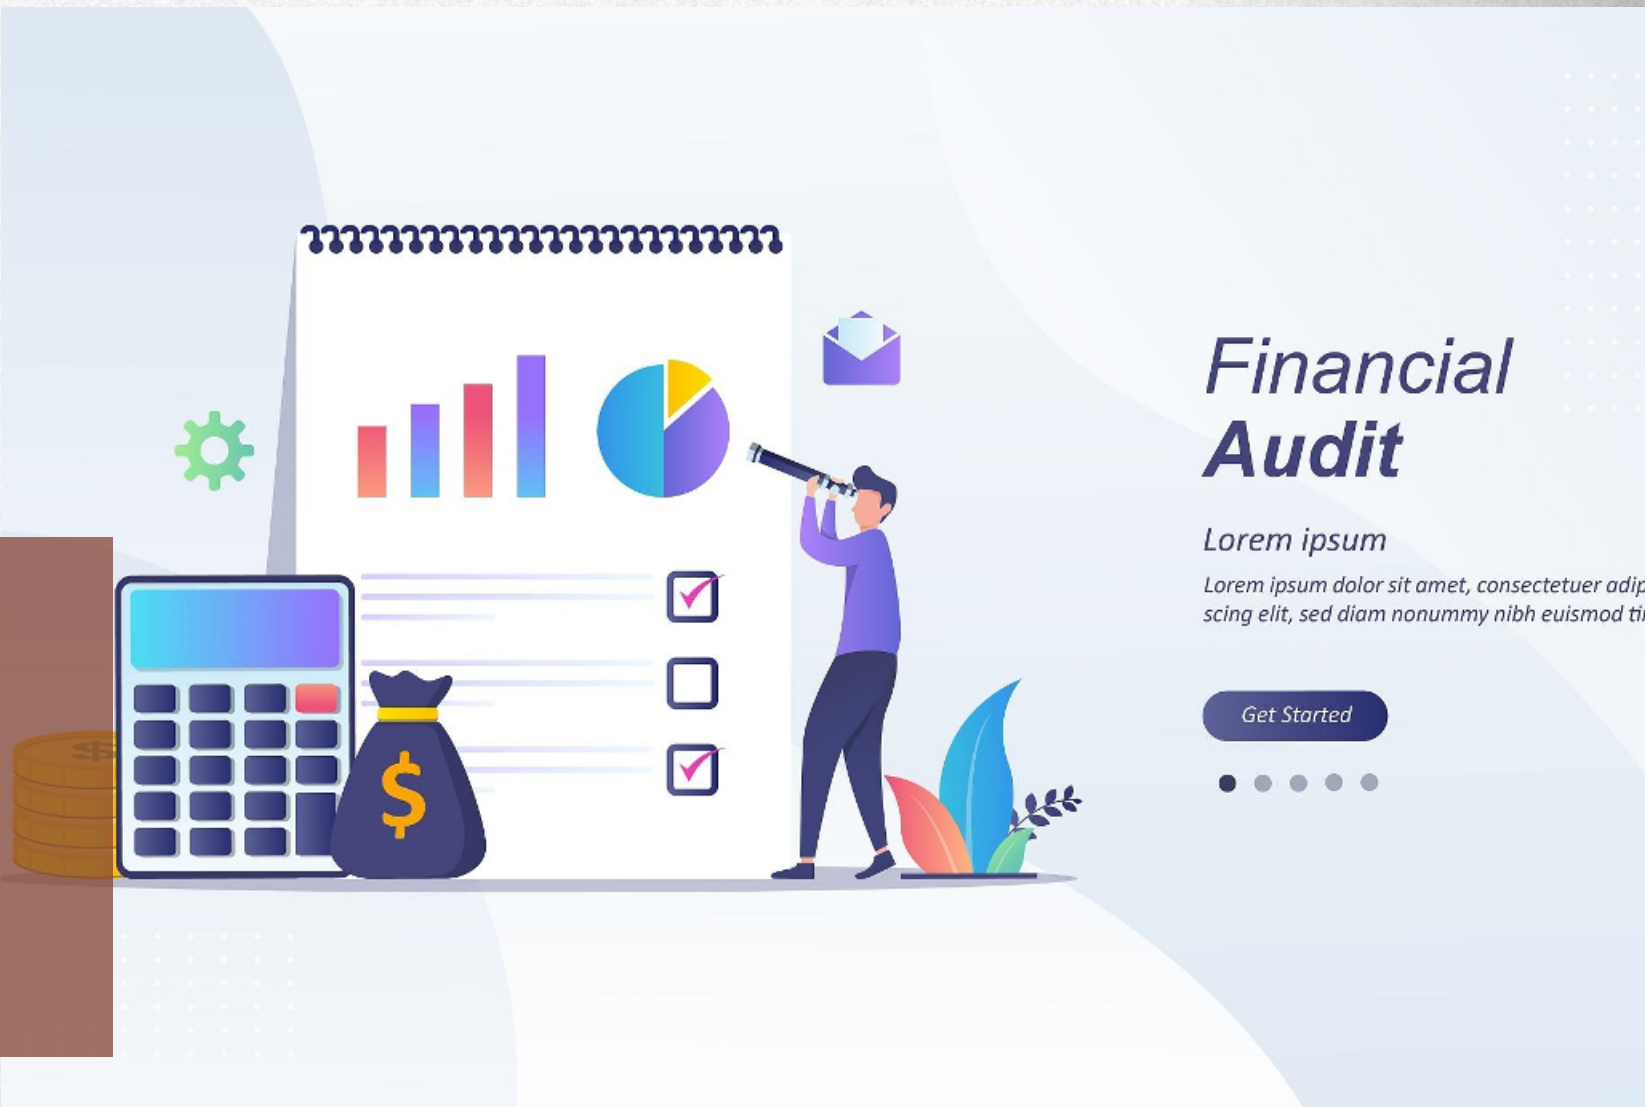 Financial
Audit
Lorem ipsum
Lorem ipsum dolor sit amet, consectetuer adip
scing elit, sed diam nonummy nibh euismod ti
Get Started
$
$